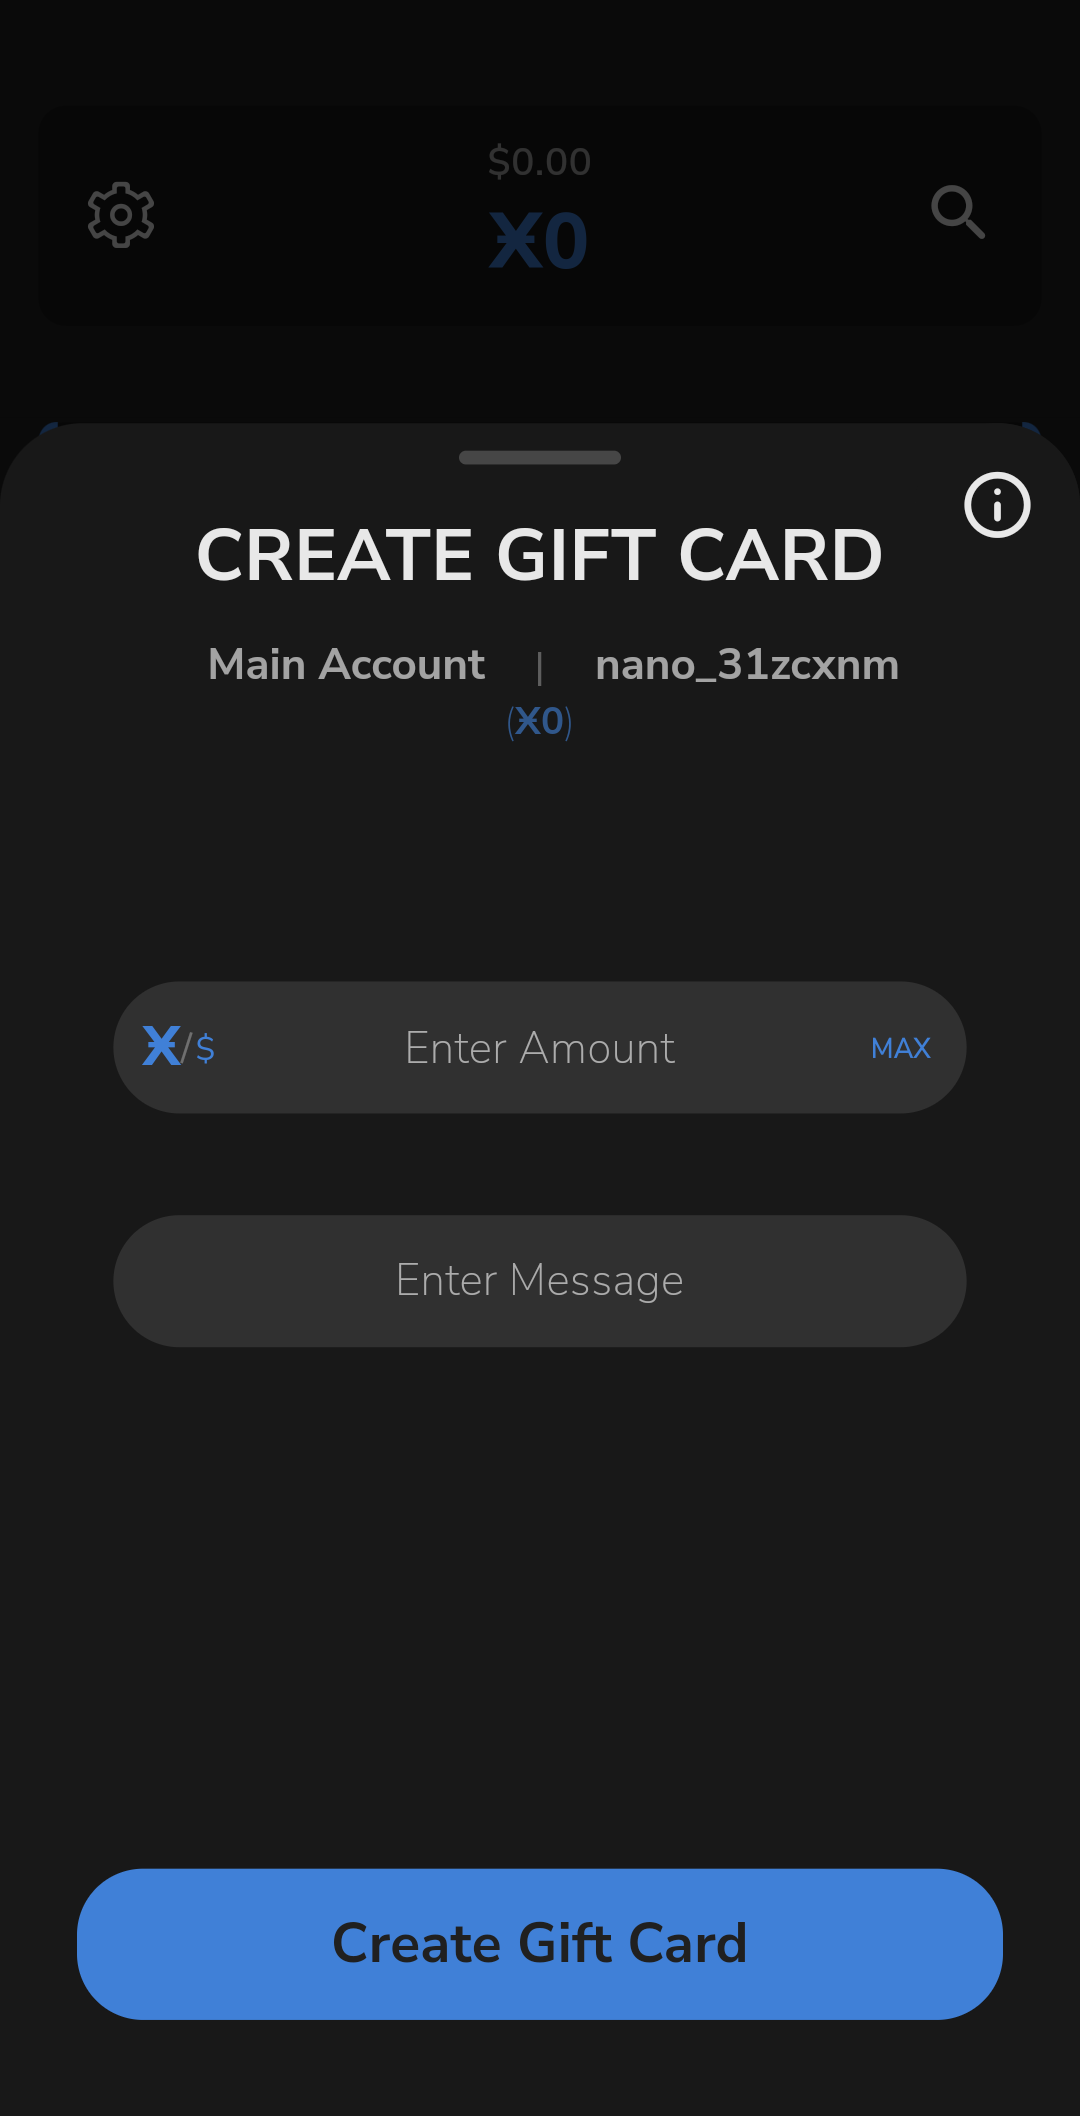 $0.00
Ӿ0
CREATE GIFT CARD
Main Account | nano_31zcxnm
(Ӿ0)
Ӿ/$ Enter Amount MAX
Enter Message
Create Gift Card